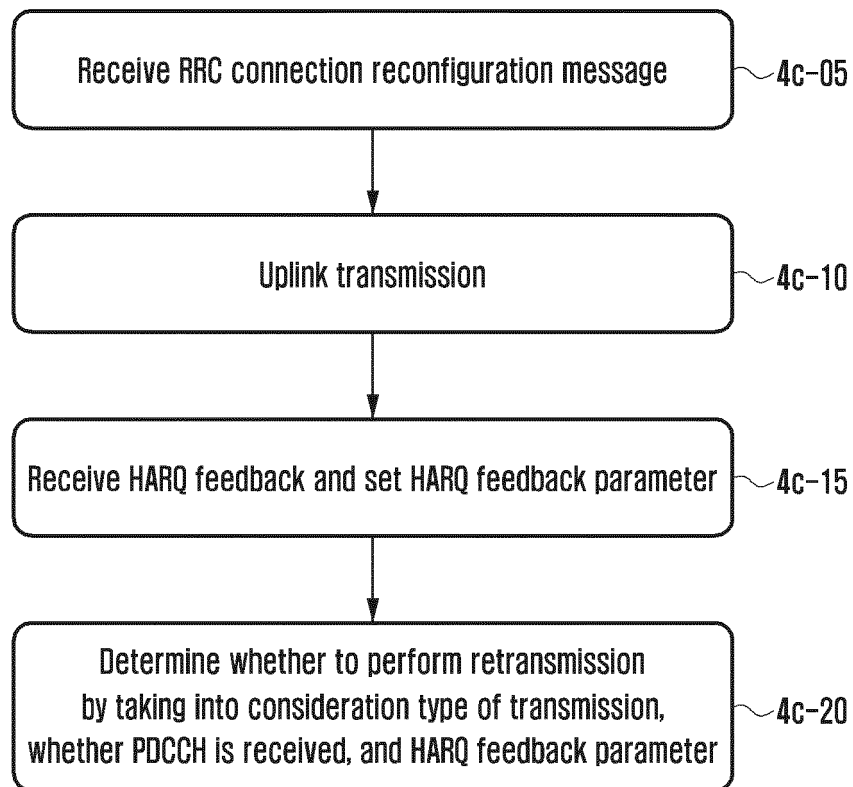 Receive RRC connection reconfiguration message
4c-05
Uplink transmission
4c-10
Receive HARQ feedback and set HARQ feedback parameter
4c-15
Determine whether to perform retransmission
by taking into consideration type of transmission,
whether PDCCH is received, and HARQ feedback parameter
4c-20